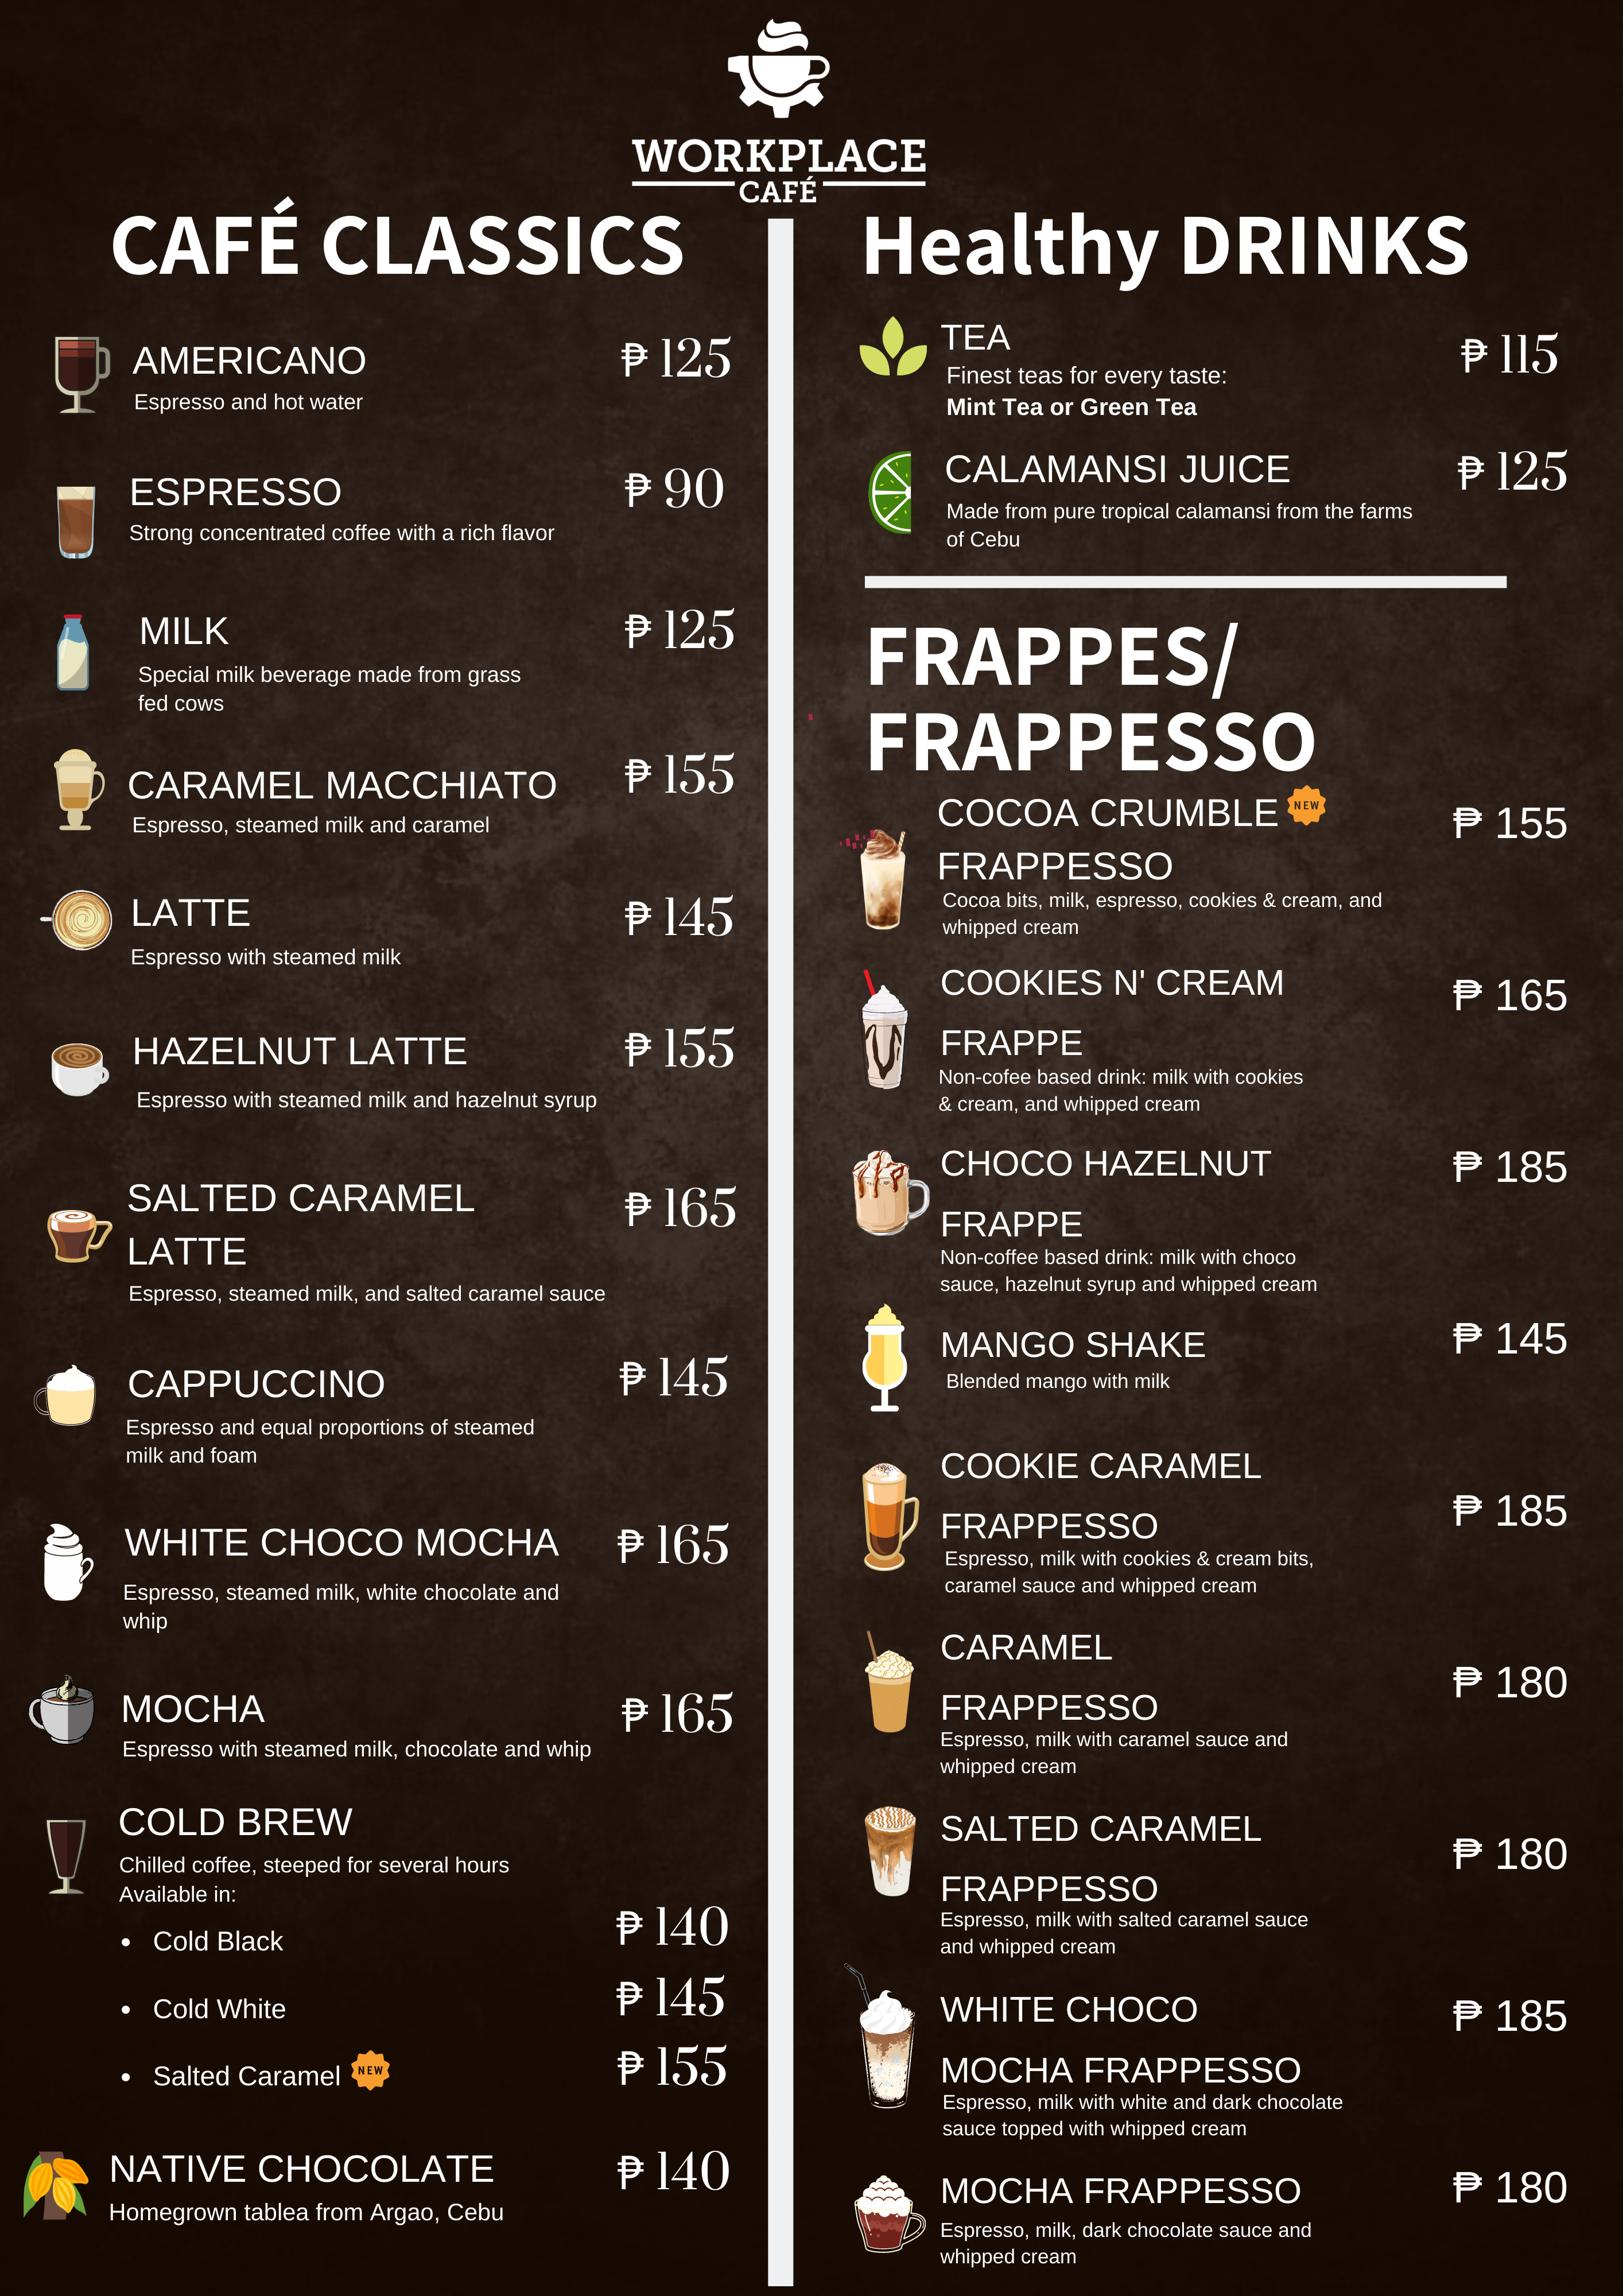 WORKPLACE
CAFÉ
CAFÉ CLASSICS
AMERICANO
₱ 125
Espresso and hot water
ESPRESSO
₱ 90
Strong concentrated coffee with a rich flavor
MILK
₱ 125
Special milk beverage made from grass
fed cows
CARAMEL MACCHIATO
₱ 155
Espresso, steamed milk and caramel
LATTE
₱ 145
Espresso with steamed milk
HAZELNUT LATTE
₱ 155
Espresso with steamed milk and hazelnut syrup
SALTED CARAMEL
₱ 165
LATTE
Espresso, steamed milk, and salted caramel sauce
CAPPUCCINO
₱ 145
Espresso and equal proportions of steamed
milk and foam
WHITE CHOCO MOCHA
₱ 165
Espresso, steamed milk, white chocolate and
whip
MOCHA
₱ 165
Espresso with steamed milk, chocolate and whip
COLD BREW
Chilled coffee, steeped for several hours
Available in:
• Cold Black
₱ 140
• Cold White
₱ 145
• Salted Caramel
NEW
₱ 155
NATIVE CHOCOLATE
₱ 140
Homegrown tablea from Argao, Cebu
Healthy DRINKS
TEA
₱ 115
Finest teas for every taste:
Mint Tea or Green Tea
CALAMANSI JUICE
₱ 125
Made from pure tropical calamansi from the farms
of Cebu
FRAPPES/
FRAPPESSO
COCOA CRUMBLE
NEW
₱ 155
FRAPPESSO
Cocoa bits, milk, espresso, cookies & cream, and
whipped cream
COOKIES N' CREAM
₱ 165
FRAPPE
Non-cofee based drink: milk with cookies
& cream, and whipped cream
CHOCO HAZELNUT
₱ 185
FRAPPE
Non-coffee based drink: milk with choco
sauce, hazelnut syrup and whipped cream
MANGO SHAKE
₱ 145
Blended mango with milk
COOKIE CARAMEL
₱ 185
FRAPPESSO
Espresso, milk with cookies & cream bits,
caramel sauce and whipped cream
CARAMEL
₱ 180
FRAPPESSO
Espresso, milk with caramel sauce and
whipped cream
SALTED CARAMEL
₱ 180
FRAPPESSO
Espresso, milk with salted caramel sauce
and whipped cream
WHITE CHOCO
₱ 185
MOCHA FRAPPESSO
Espresso, milk with white and dark chocolate
sauce topped with whipped cream
MOCHA FRAPPESSO
₱ 180
Espresso, milk, dark chocolate sauce and
whipped cream